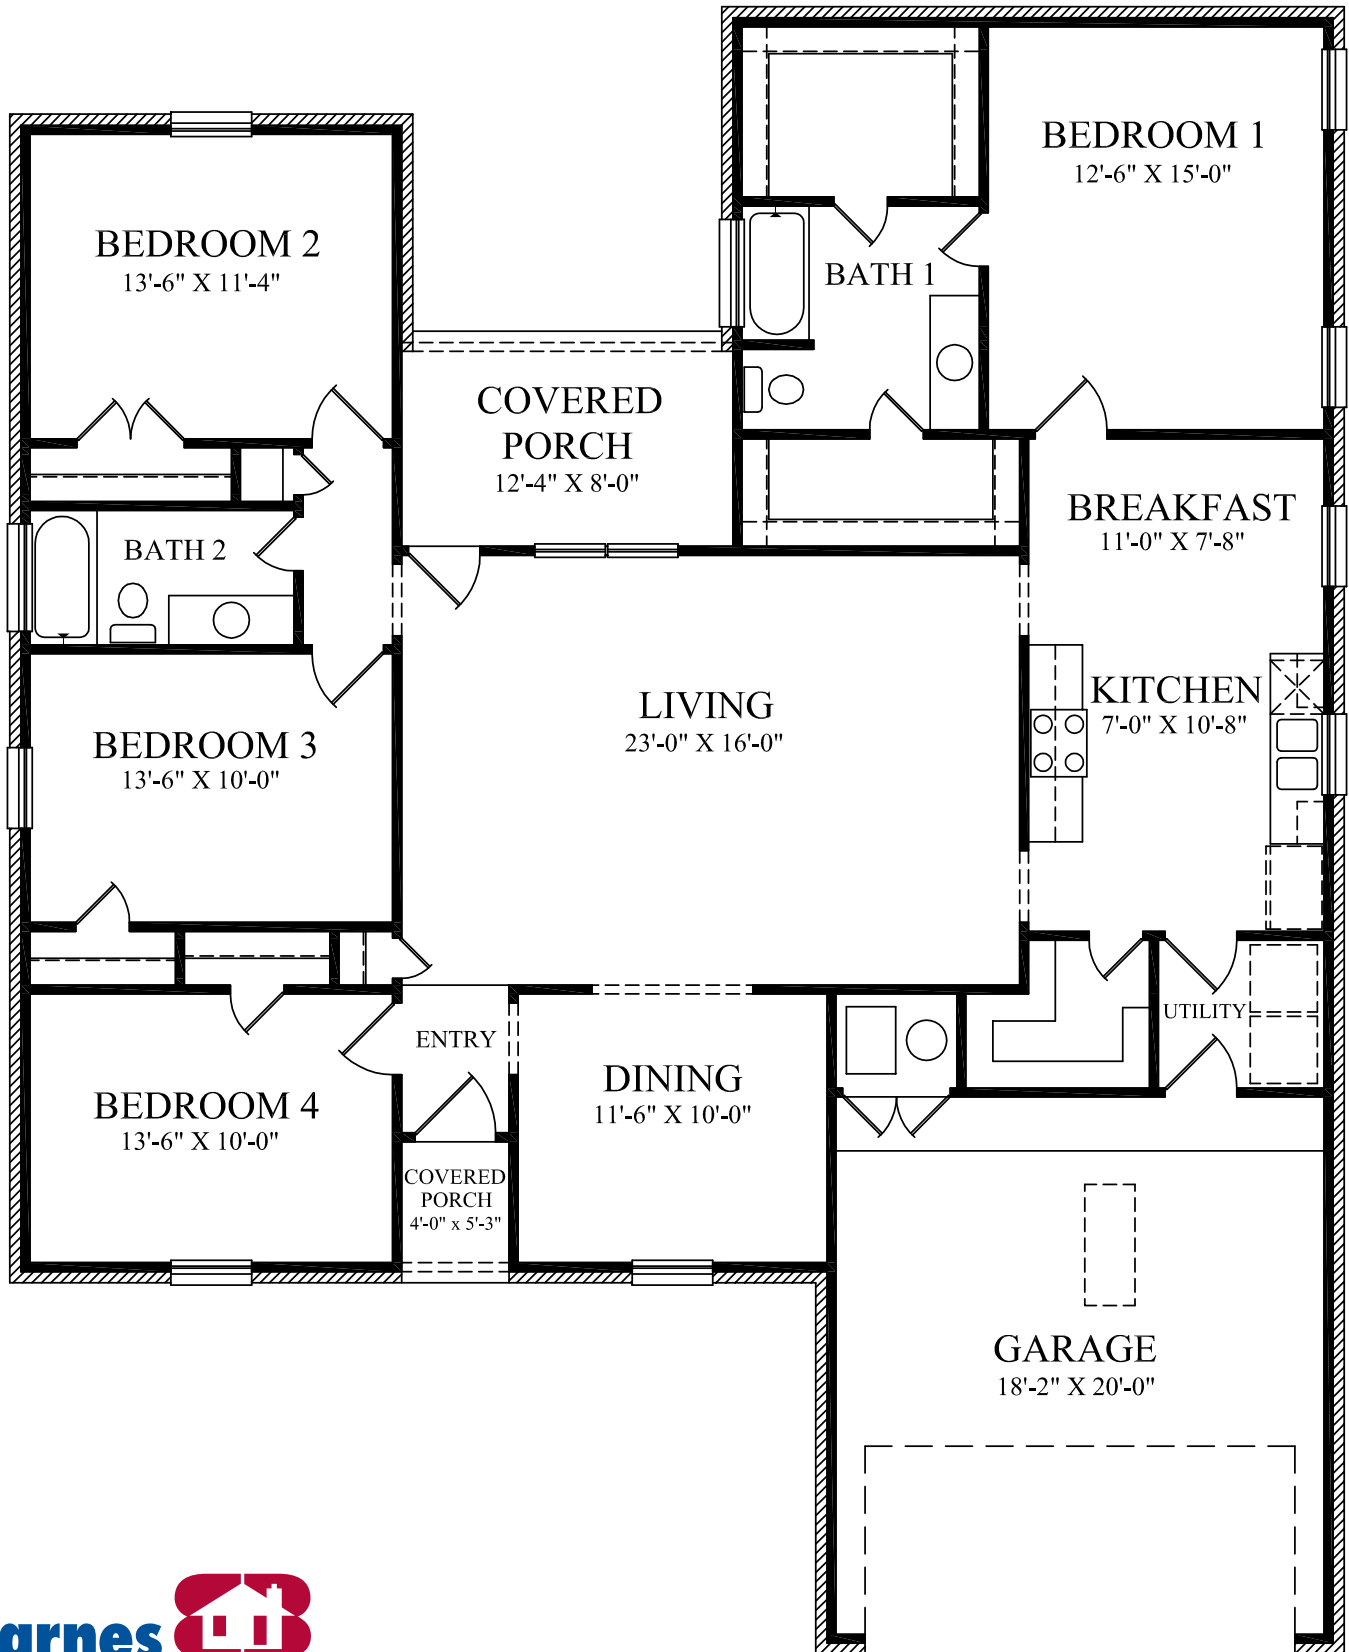 BEDROOM 1
12'-6" X 15'-0"
BEDROOM 2
13'-6" X 11'-4"
BATH 1
COVERED
PORCH
12'-4" X 8'-0"
BREAKFAST
11'-0" X 7'-8"
BATH 2
LIVING
23'-0" X 16'-0"
KITCHEN
7'-0" X 10'-8"
BEDROOM 3
13'-6" X 10'-0"
ENTRY
UTILITY
DINING
11'-6" X 10'-0"
BEDROOM 4
13'-6" X 10'-0"
COVERED
PORCH
4'-0" x 5'-3"
GARAGE
18'-2" X 20'-0"
arnes